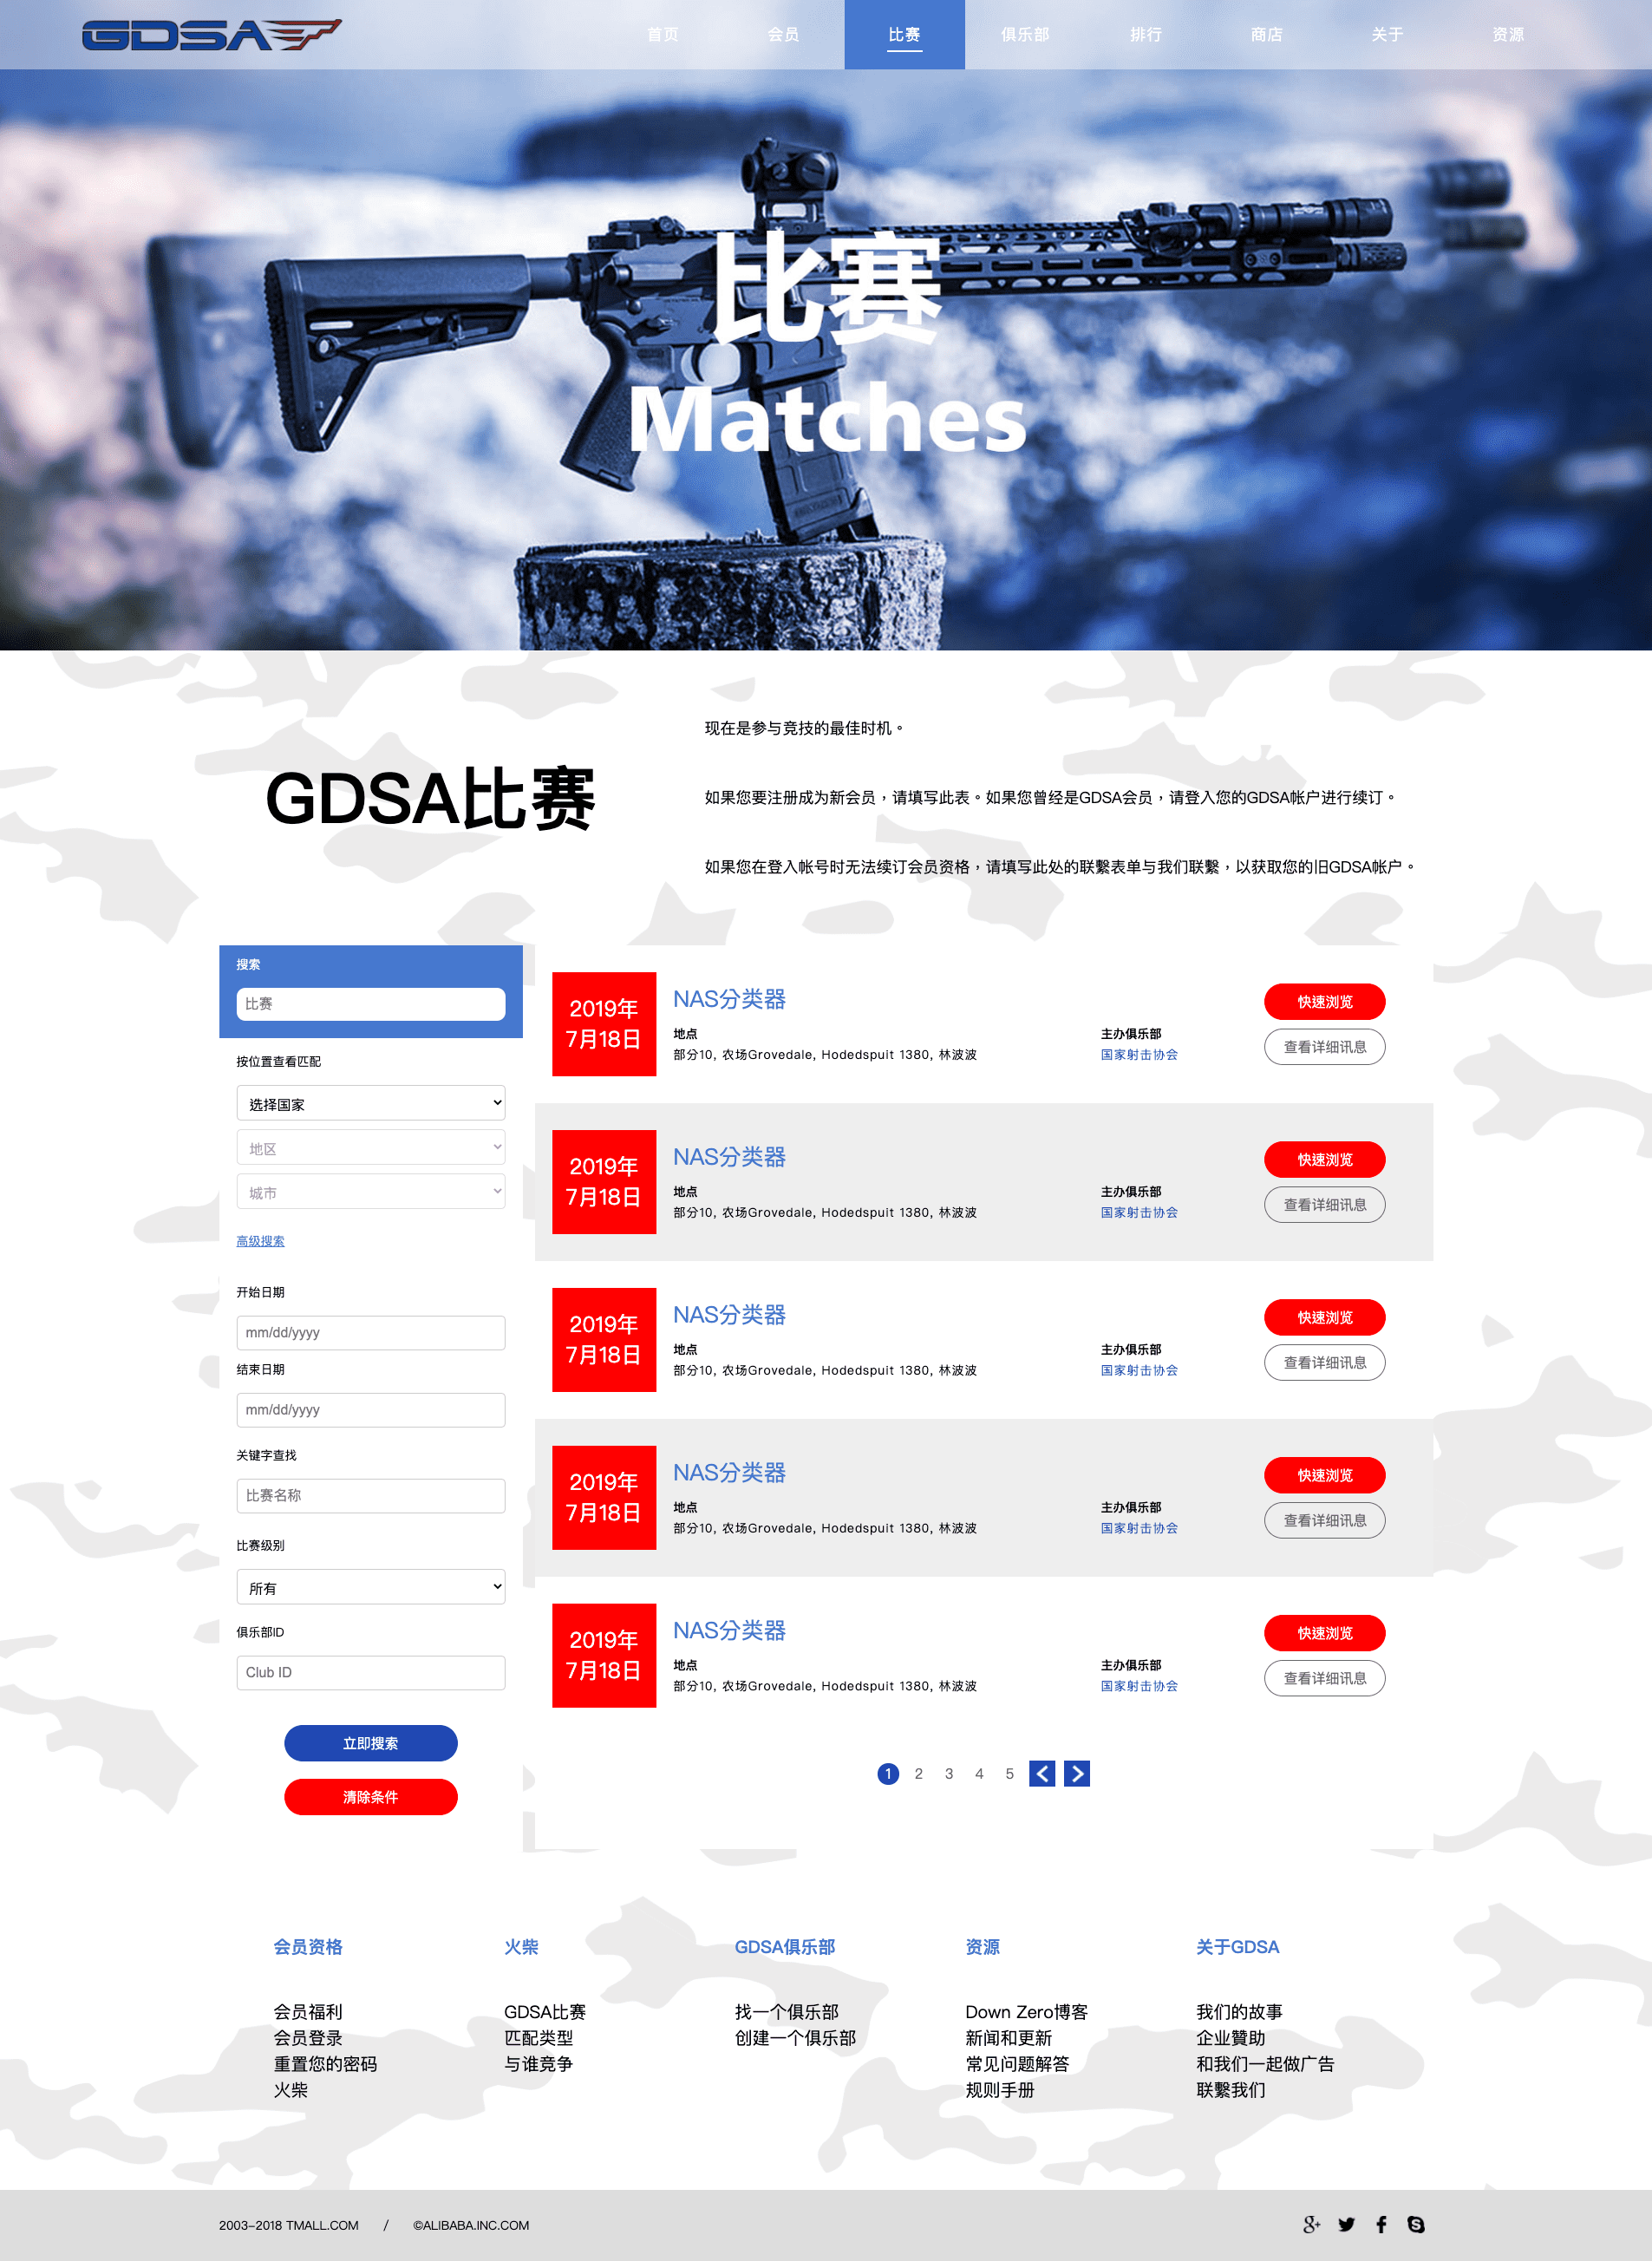 GDSA
首页 会员 比赛 俱乐部 排行 商店 关于 资源
比赛
Matches
GDSA比赛
现在是参与竞技的最佳时机。
如果您要注册成为新会员，请填写此表。如果您曾经是GDSA会员，请登入您的GDSA帐户进行续订。
如果您在登入帐号时无法续订会员资格，请填写此处的联繫表单与我们联繫，以获取您的旧GDSA帐户。
搜索
比赛
按位置查看匹配
选择国家
地区
城市
高级搜索
开始日期
mm/dd/yyyy
结束日期
mm/dd/yyyy
关键字查找
比赛名称
比赛级别
所有
俱乐部ID
Club ID
立即搜索
清除条件
2019年
7月18日
NAS分类器
地点
部分10, 农场Grovedale, Hodedspuit 1380, 林波波
主办俱乐部
国家射击协会
快速浏览
查看详细讯息
2019年
7月18日
NAS分类器
地点
部分10, 农场Grovedale, Hodedspuit 1380, 林波波
主办俱乐部
国家射击协会
快速浏览
查看详细讯息
2019年
7月18日
NAS分类器
地点
部分10, 农场Grovedale, Hodedspuit 1380, 林波波
主办俱乐部
国家射击协会
快速浏览
查看详细讯息
2019年
7月18日
NAS分类器
地点
部分10, 农场Grovedale, Hodedspuit 1380, 林波波
主办俱乐部
国家射击协会
快速浏览
查看详细讯息
2019年
7月18日
NAS分类器
地点
部分10, 农场Grovedale, Hodedspuit 1380, 林波波
主办俱乐部
国家射击协会
快速浏览
查看详细讯息
1 2 3 4 5
会员资格
会员福利
会员登录
重置您的密码
火柴
火柴
GDSA比赛
匹配类型
与谁竞争
GDSA俱乐部
找一个俱乐部
创建一个俱乐部
资源
Down Zero博客
新闻和更新
常见问题解答
规则手册
关于GDSA
我们的故事
企业赞助
和我们一起做广告
联繫我们
2003-2018 TMALL.COM / ©ALIBABA.INC.COM